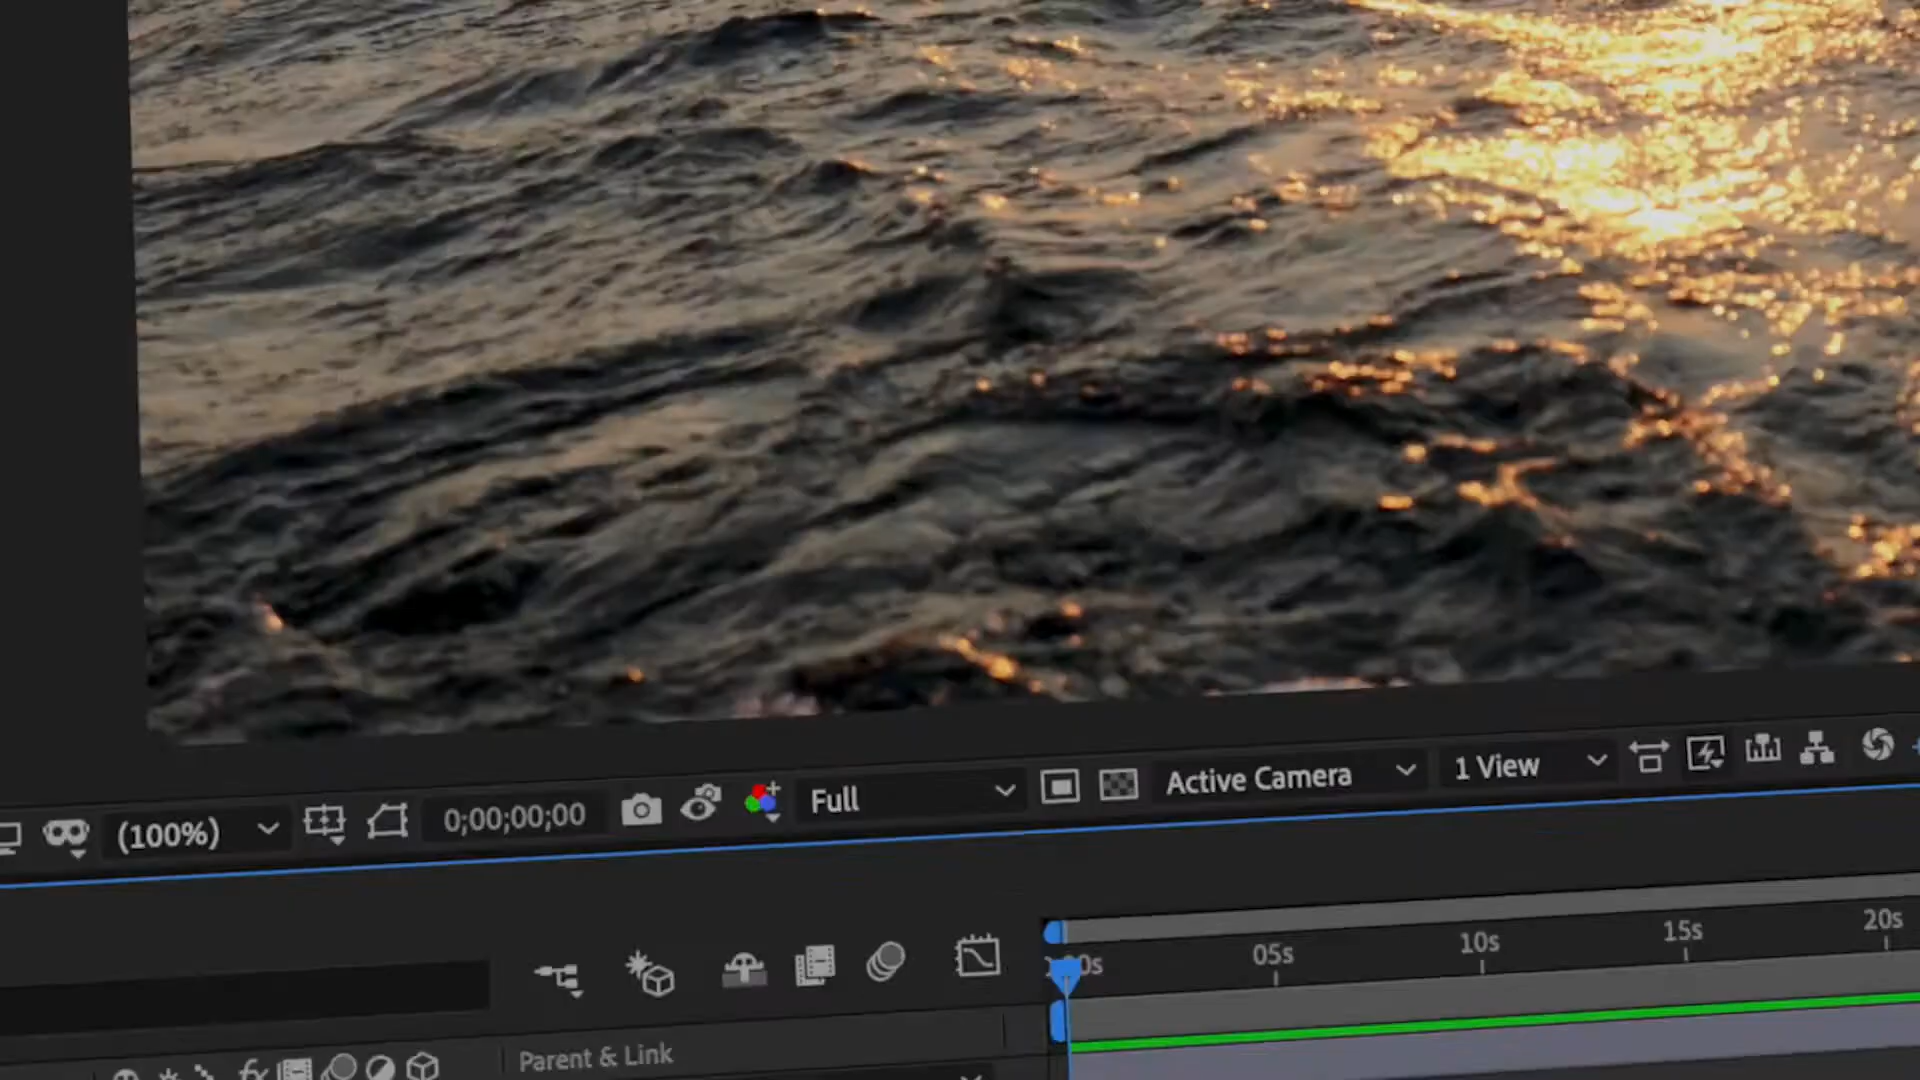 (100%) 0;00;00;00 Full Active Camera 1 View
05s 10s 15s 20s
Parent & Link